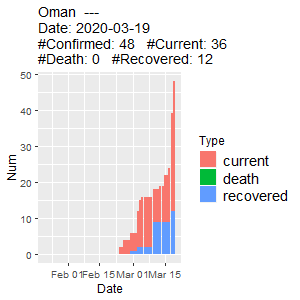 Oman  ---
Date: 2020-03-19
#Confirmed: 48   #Current: 36
#Death: 0   #Recovered: 12
50
40
30
20
10
0
Num
Feb 01 Feb 15 Mar 01 Mar 15
Date
Type
current
death
recovered